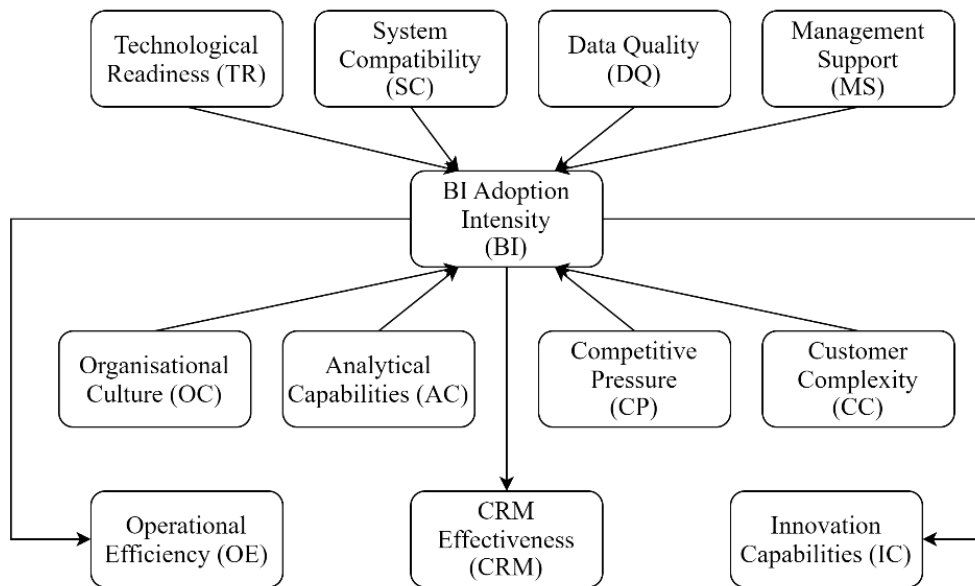 Technological
Readiness (TR)
System
Compatibility
(SC)
Data Quality
(DQ)
Management
Support
(MS)
BI Adoption
Intensity
(BI)
Organisational
Culture (OC)
Analytical
Capabilities (AC)
Competitive
Pressure
(CP)
Customer
Complexity
(CC)
Operational
Efficiency (OE)
CRM
Effectiveness
(CRM)
Innovation
Capabilities (IC)